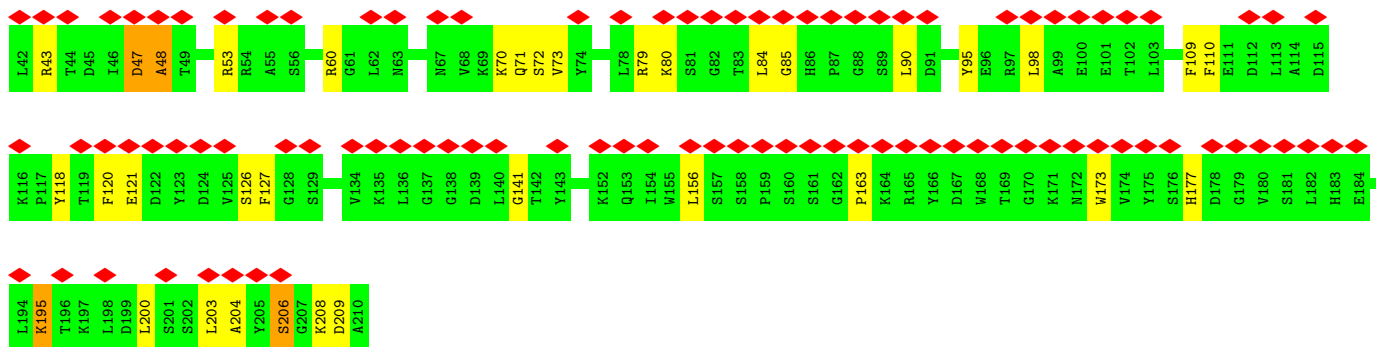 L42 R43 T44 D45 I46 D47 A48 T49 R53 R54 A55 S56 R60 G61 L62 N63 N67 V68 K69 K70 Q71 S72 V73 Y74 L78 R79 K80 S81 G82 T83 L84 G85 H86 P87 G88 S89 L90 D91 Y95 E96 R97 L98 A99 E100 E101 T102 L103 F109 F110 E111 D112 L113 A114 D115
K116 P117 Y118 T119 F120 E121 D122 Y123 D124 V125 S126 F127 G128 S129 V134 K135 L136 G137 G138 D139 L140 G141 T142 Y143 K152 Q153 I154 W155 L156 S157 S158 P159 S160 S161 G162 P163 K164 R165 Y166 D167 W168 T169 G170 K171 N172 W173 V174 Y175 S176 H177 D178 G179 V180 S181 L182 H183 E184
L194 K195 T196 K197 L198 D199 L200 S201 S202 L203 A204 Y205 S206 G207 K208 D209 A210